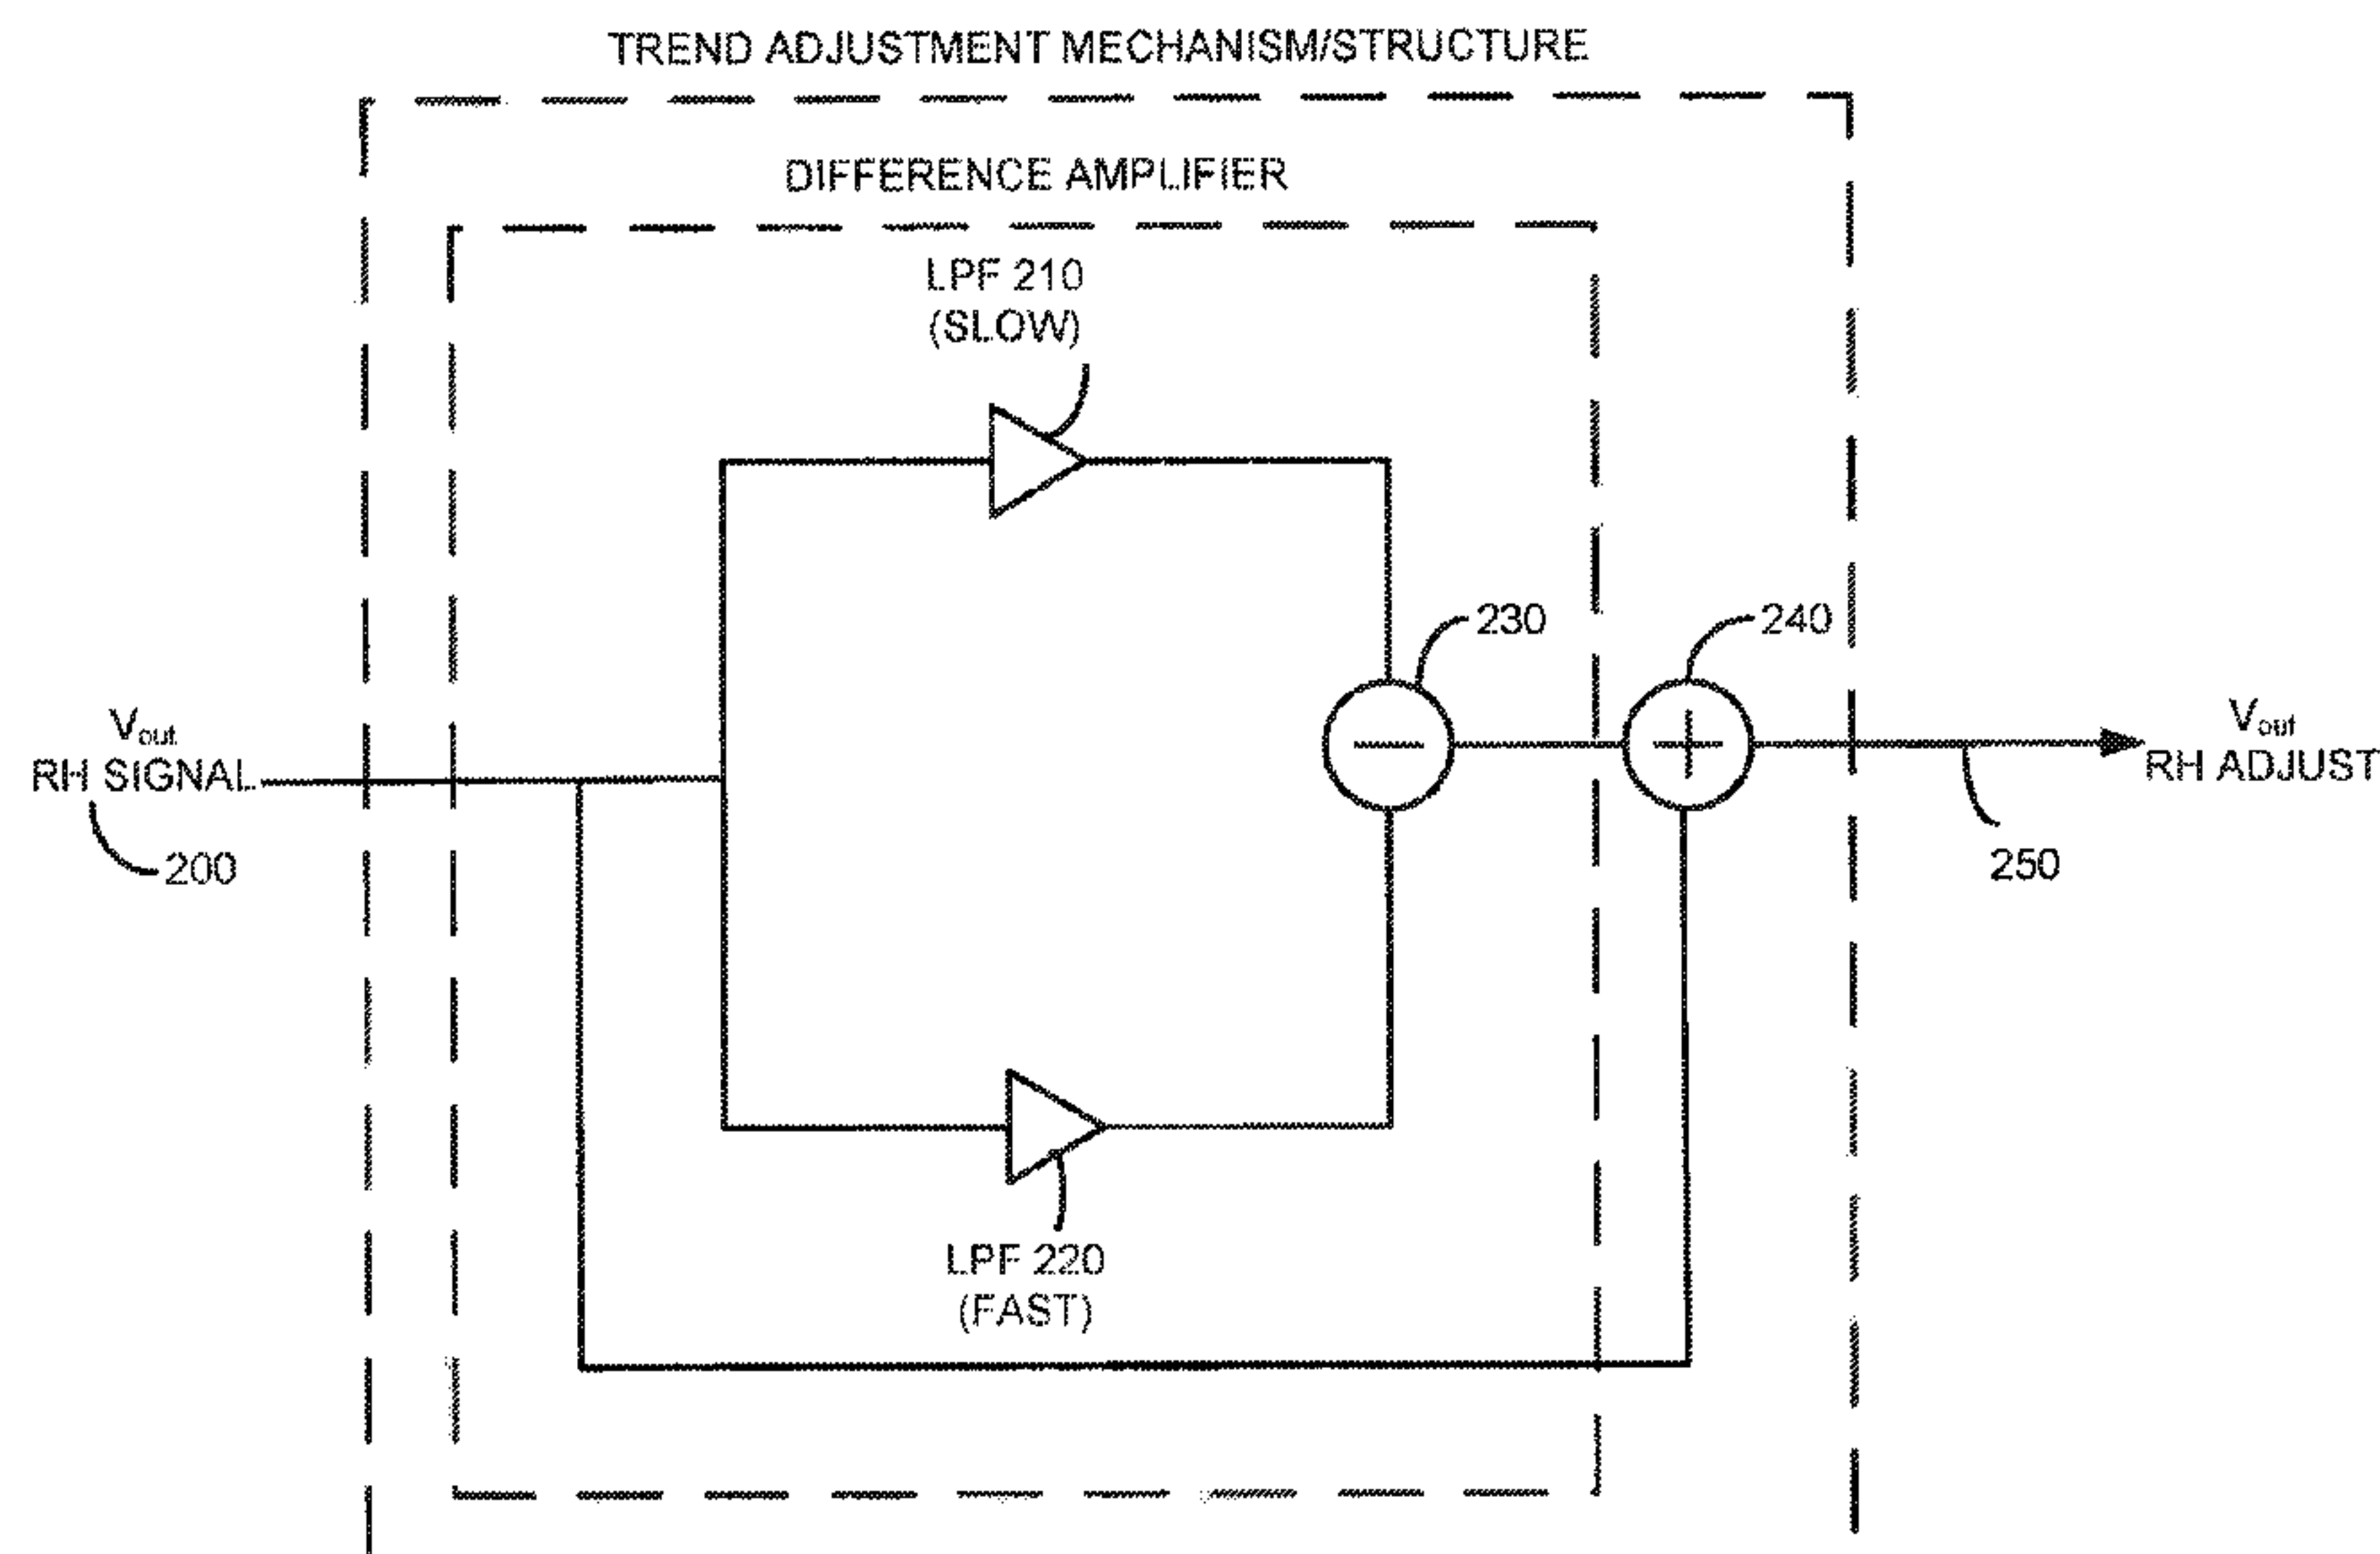 TREND ADJUSTMENT MECHANISM/STRUCTURE
DIFFERENCE AMPLIFIER
LPF 210
(SLOW)
230
240
Vout
RH SIGNAL
200
Vout
RH ADJUST
250
LPF 220
(FAST)